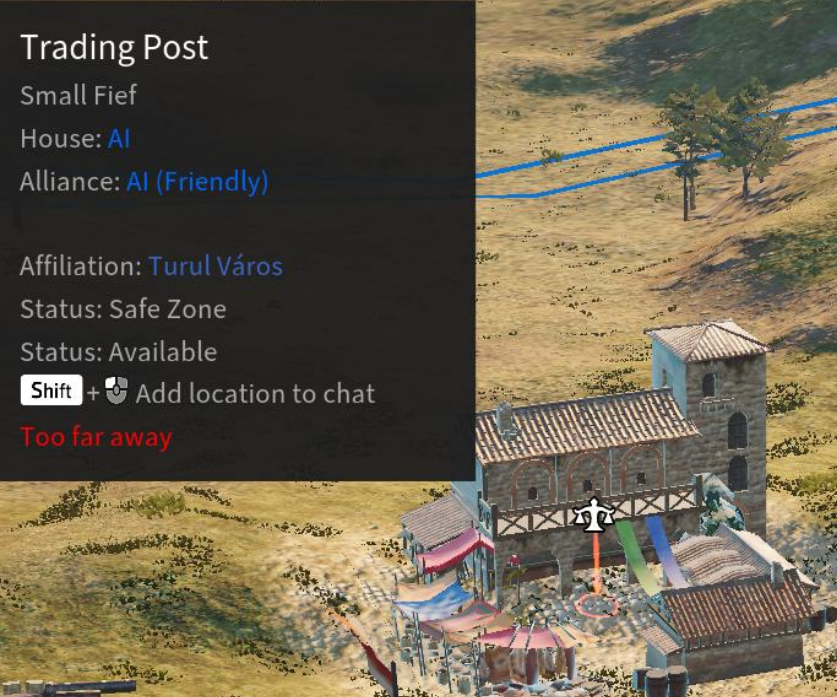 Trading Post
Small Fief
House: AI
Alliance: AI (Friendly)
Affiliation: Turul Város
Status: Safe Zone
Status: Available
Shift + Add location to chat
Too far away